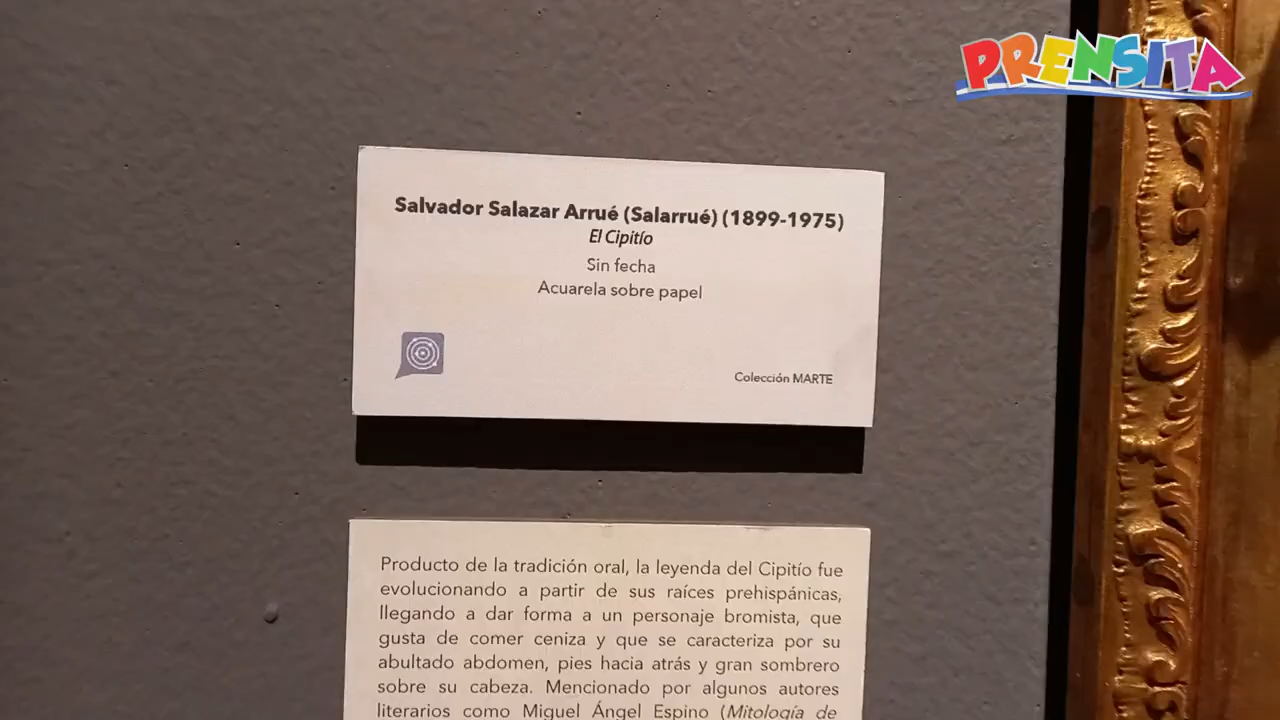 PRENSITA
Salvador Salazar Arrué (Salarrué) (1899-1975)
El Cipitío
Sin fecha
Acuarela sobre papel
Colección MARTE
Producto de la tradición oral, la leyenda del Cipitío fue
evolucionando a partir de sus raíces prehispánicas,
llegando a dar forma a un personaje bromista, que
gusta de comer ceniza y que se caracteriza por su
abultado abdomen, pies hacia atrás y gran sombrero
sobre su cabeza. Mencionado por algunos autores
literarios como Miguel Ángel Espino (Mitología de